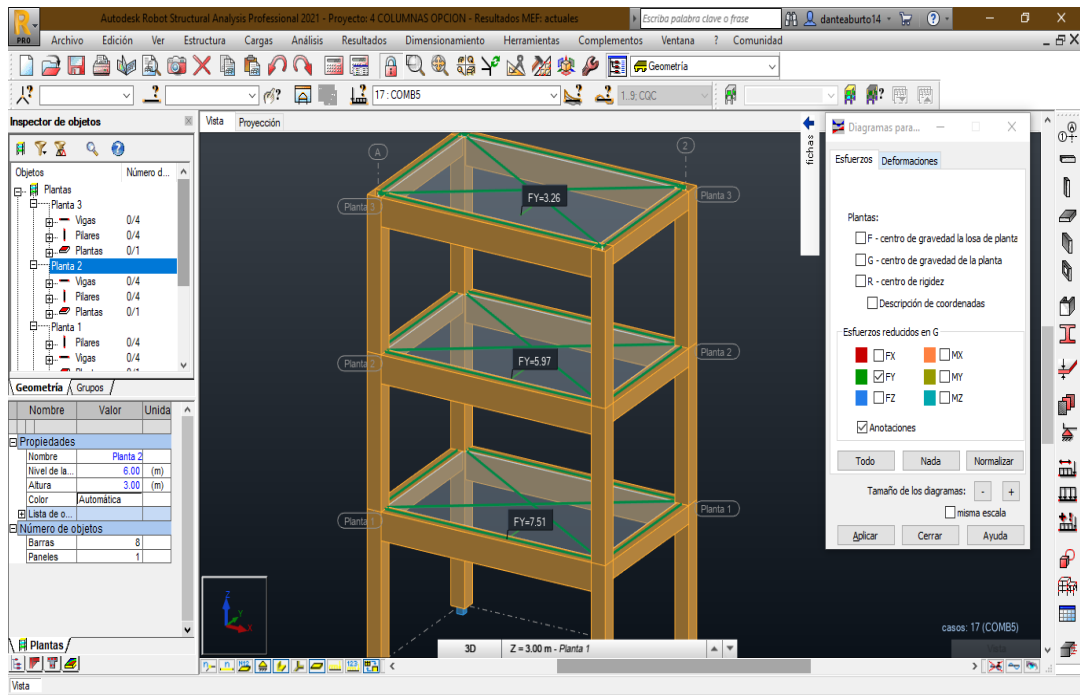 Autodesk Robot Structural Analysis Professional 2021 - Proyecto: 4 COLUMNAS OPCION - Resultados MEF: actuales
Escriba palabra clave o frase
danteaburto14
PRO
Archivo Edición Ver Estructura Cargas Análisis Resultados Dimensionamiento Herramientas Complementos Ventana ? Comunidad
Geometría
17 : COMB5
1..9; CQC
Inspector de objetos
Objetos Número d...
Plantas
Planta 3
Vigas 0/4
Pilares 0/4
Plantas 0/1
Planta 2
Vigas 0/4
Pilares 0/4
Plantas 0/1
Planta 1
Pilares 0/4
Vigas 0/4
Geometría Grupos
Nombre Valor Unida
Propiedades
Nombre Planta 2
Nivel de la... 6.00 (m)
Altura 3.00 (m)
Color Automática
Lista de o...
Número de objetos
Barras 8
Paneles 1
Plantas
Vista
Vista Proyección
fichas
A
2
Planta 3
FY=3.26
Planta 3
Planta 2
FY=5.97
Planta 2
Planta 1
FY=7.51
Planta 1
Z
Y
X
3D Z = 3.00 m - Planta 1
casos: 17 (COMB5)
Vista
Diagramas para...
Esfuerzos Deformaciones
Plantas:
F - centro de gravedad la losa de planta
G - centro de gravedad de la planta
R - centro de rigidez
Descripción de coordenadas
Esfuerzos reducidos en G
FX MX
FY MY
FZ MZ
Anotaciones
Todo Nada Normalizar
Tamaño de los diagramas: - +
misma escala
Aplicar Cerrar Ayuda